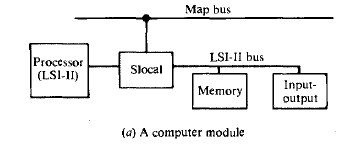 Map bus
Processor
(LSI-II)
Slocal
LSI-II bus
Memory
Input-
output
(a) A computer module